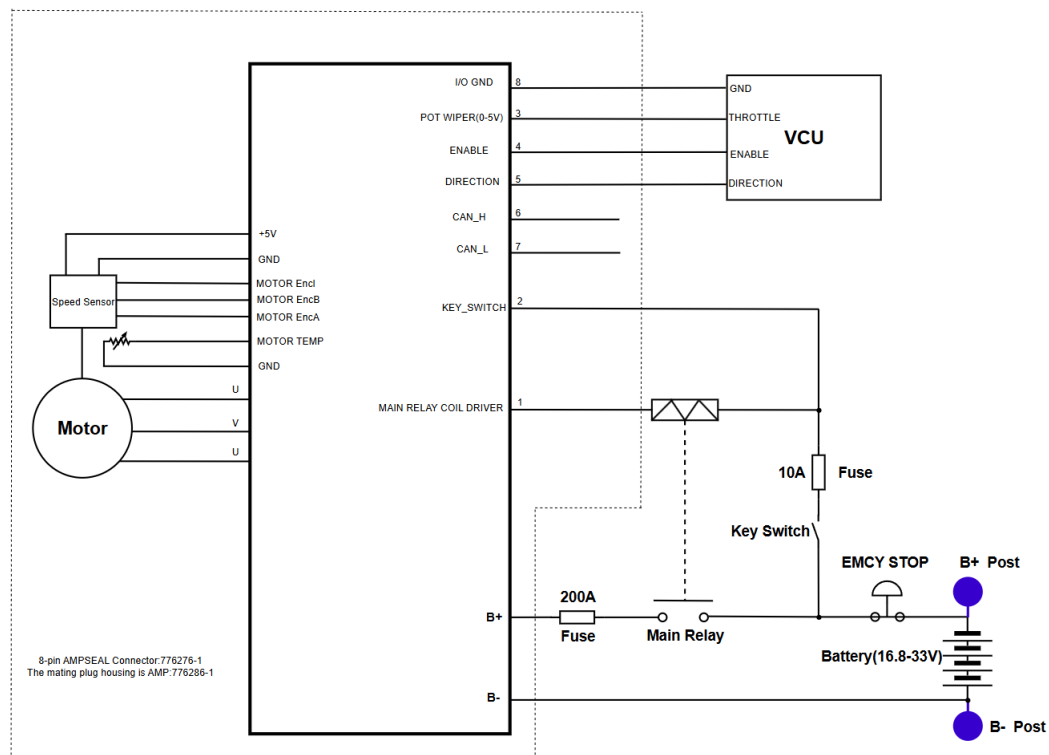 I/O GND
8
GND
POT WIPER(0-5V)
3
THROTTLE
VCU
ENABLE
4
ENABLE
DIRECTION
5
DIRECTION
CAN_H
6
CAN_L
7
+5V
GND
MOTOR EncI
Speed Sensor
MOTOR EncB
MOTOR EncA
KEY_SWITCH
2
MOTOR TEMP
GND
U
MAIN RELAY COIL DRIVER
1
Motor
V
U
10A
Fuse
Key Switch
EMCY STOP
B+ Post
200A
B+
Fuse
Main Relay
Battery(16.8-33V)
8-pin AMPSEAL Connector:776276-1
The mating plug housing is AMP:776286-1
B-
B- Post